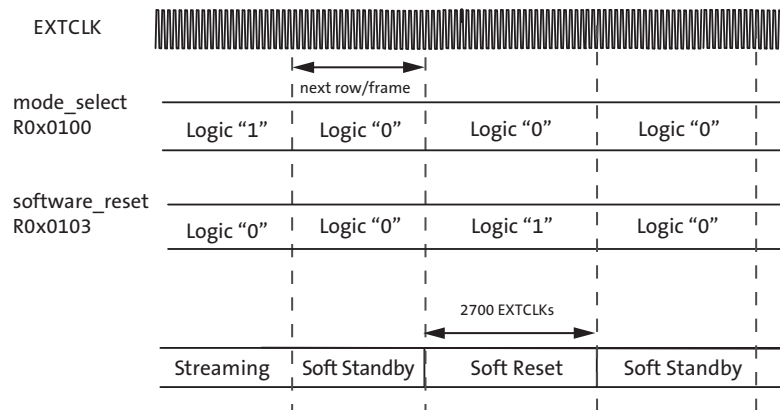 EXTCLK
next row/frame
mode_select
R0x0100
Logic “1” Logic “0” Logic “0” Logic “0”
software_reset
R0x0103
Logic “0” Logic “0” Logic “1” Logic “0”
2700 EXTCLKs
Streaming Soft Standby Soft Reset Soft Standby